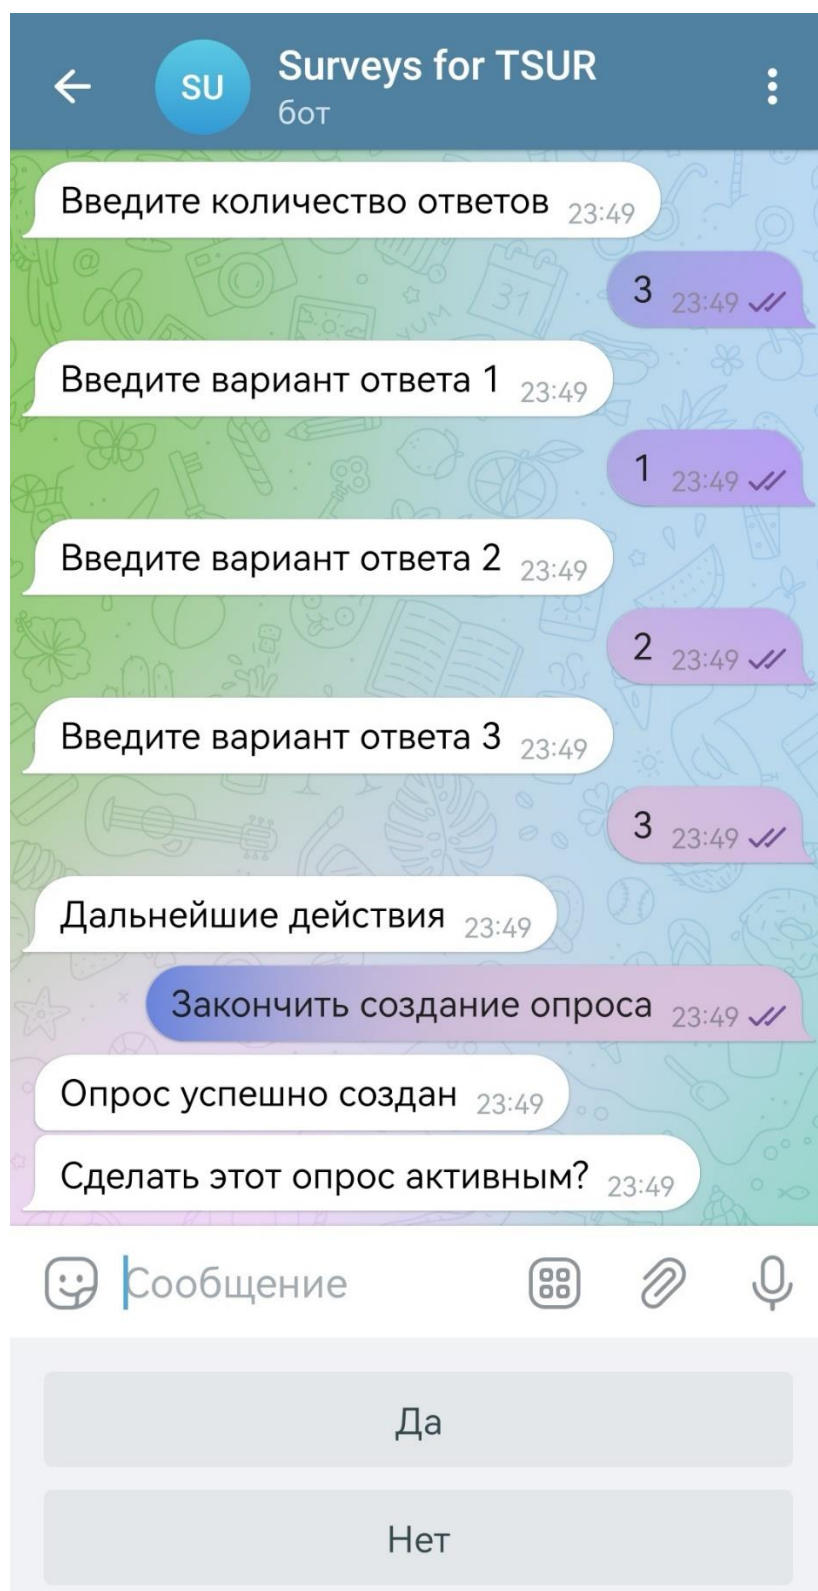 SU
Surveys for TSUR
бот
Введите количество ответов 23:49
3 23:49
Введите вариант ответа 1 23:49
1 23:49
Введите вариант ответа 2 23:49
2 23:49
Введите вариант ответа 3 23:49
3 23:49
Дальнейшие действия 23:49
Закончить создание опроса 23:49
Опрос успешно создан 23:49
Сделать этот опрос активным? 23:49
Сообщение
Да
Нет
@
31
YUM